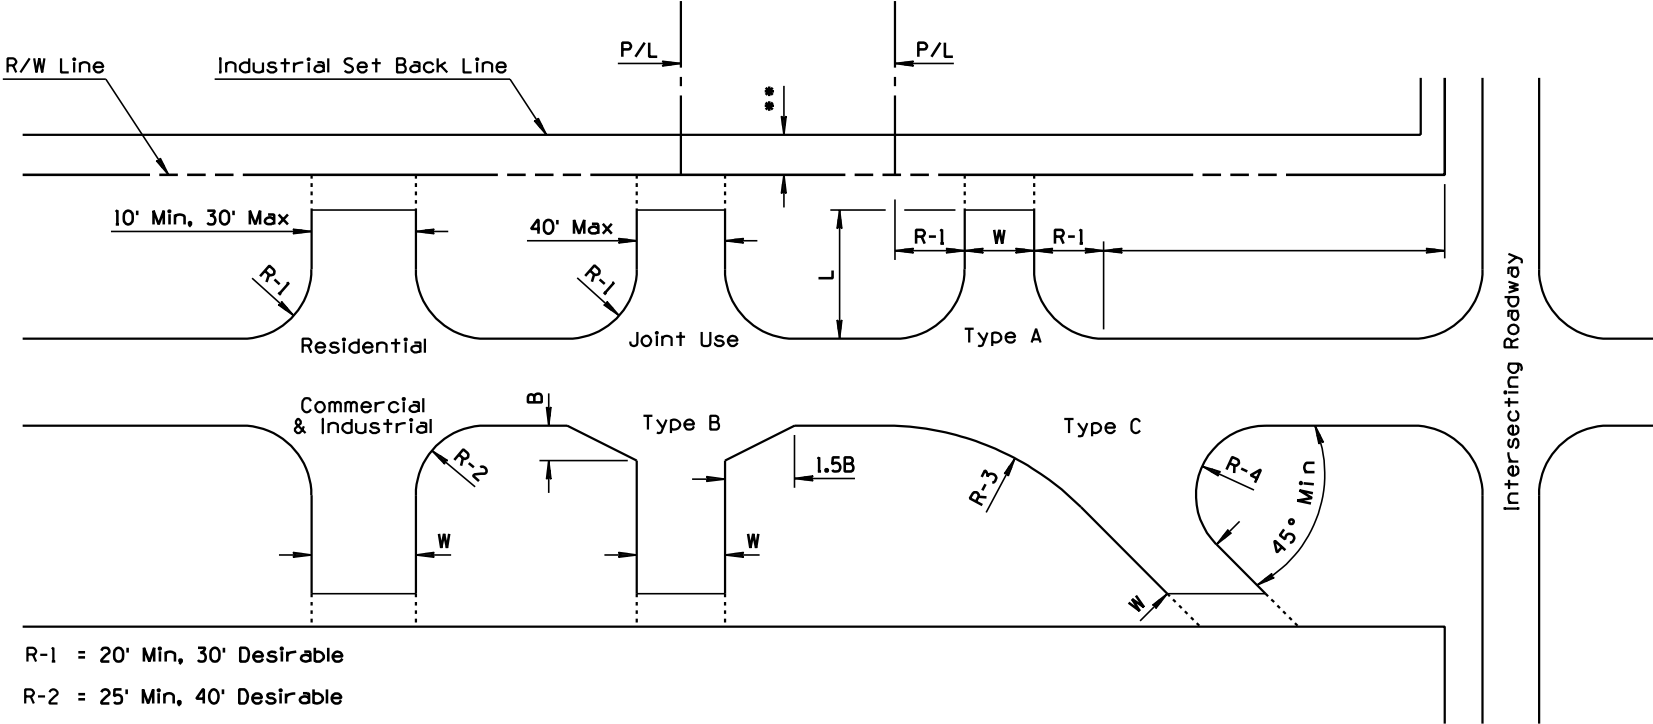 P/L
P/L
R/W Line
Industrial Set Back Line
**
10' Min, 30' Max
40' Max
R-1
W
R-1
L
R-1
R-1
Residential
Joint Use
Type A
Intersecting Roadway
Commercial
& Industrial
B
Type B
Type C
R-2
1.5B
R-3
R-4
45° Min
W
W
W
R-1 = 20' Min, 30' Desirable
R-2 = 25' Min, 40' Desirable